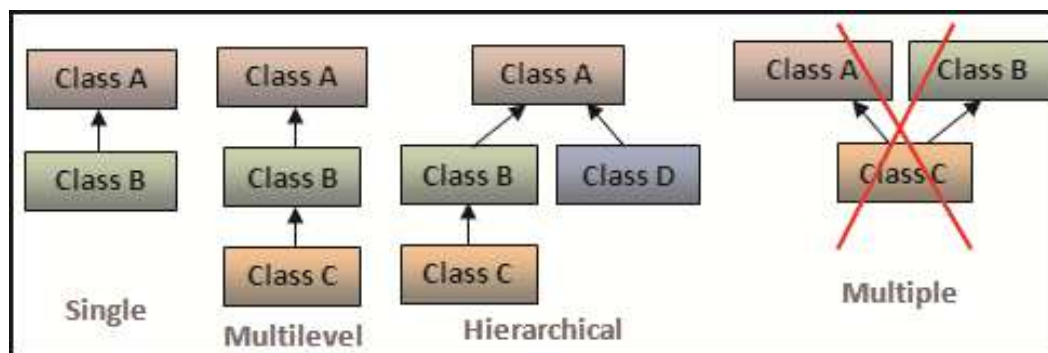 Class A
Class B
Single
Class A
Class B
Class C
Multilevel
Class A
Class B
Class D
Class C
Hierarchical
Class A
Class B
Class C
Multiple